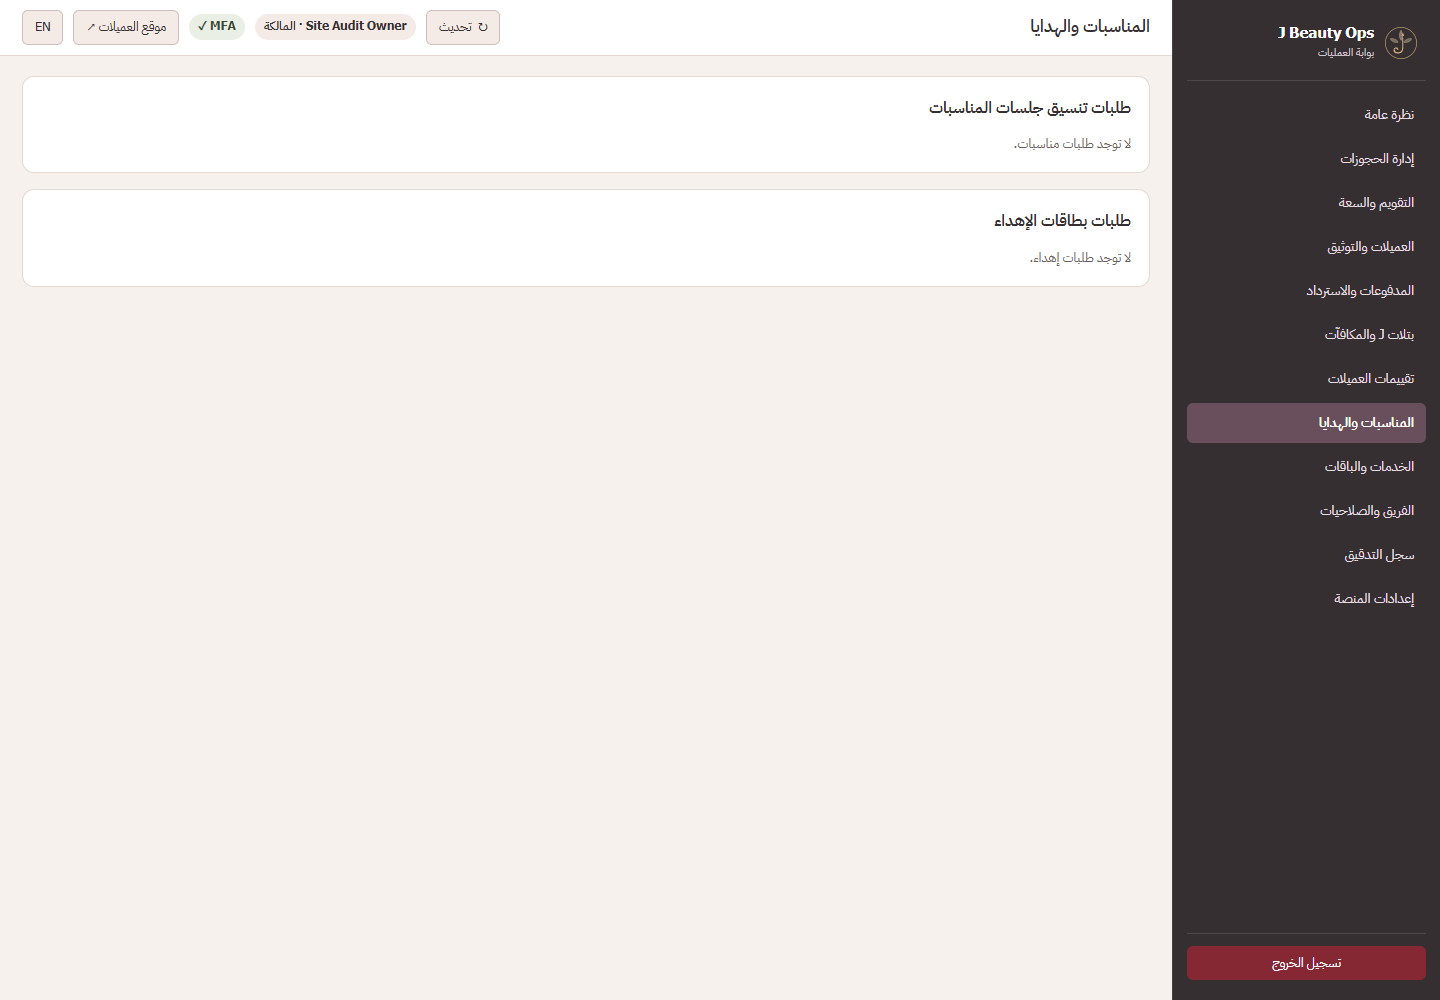 J Beauty Ops
بوابة العمليات
نظرة عامة
إدارة الحجوزات
التقويم والسعة
العميلات والتوثيق
المدفوعات والاسترداد
بتلات J والمكافآت
تقييمات العميلات
المناسبات والهدايا
الخدمات والباقات
الفريق والصلاحيات
سجل التدقيق
إعدادات المنصة
تسجيل الخروج
المناسبات والهدايا
↻ تحديث
Site Audit Owner · المالكة
MFA ✓
موقع العميلات ↗
EN
طلبات تنسيق جلسات المناسبات
لا توجد طلبات مناسبات.
طلبات بطاقات الإهداء
لا توجد طلبات إهداء.